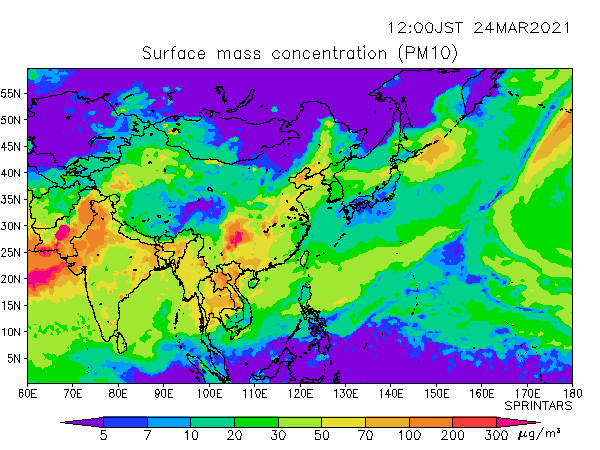 12:00JST 24MAR2021
Surface mass concentration (PM10)
55N
50N
45N
40N
35N
30N
25N
20N
15N
10N
5N
60E 70E 80E 90E 100E 110E 120E 130E 140E 150E 160E 170E 180
SPRINTARS
5 7 10 20 30 50 70 100 200 300 μg/m³